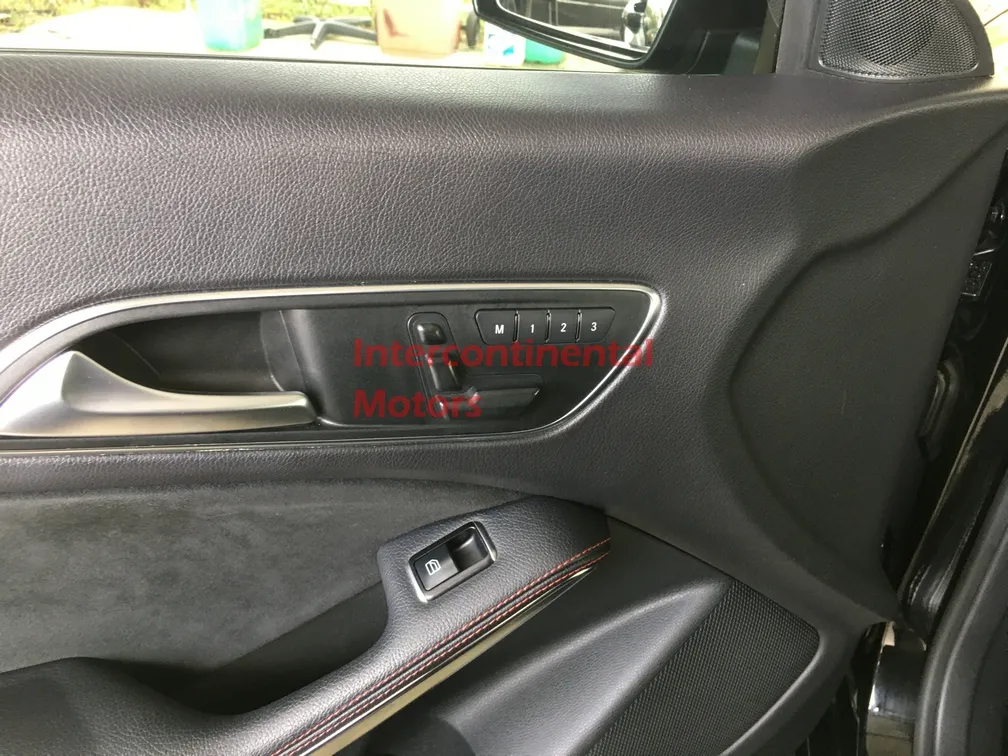 M 1 2 3
Intercontinental
Motors